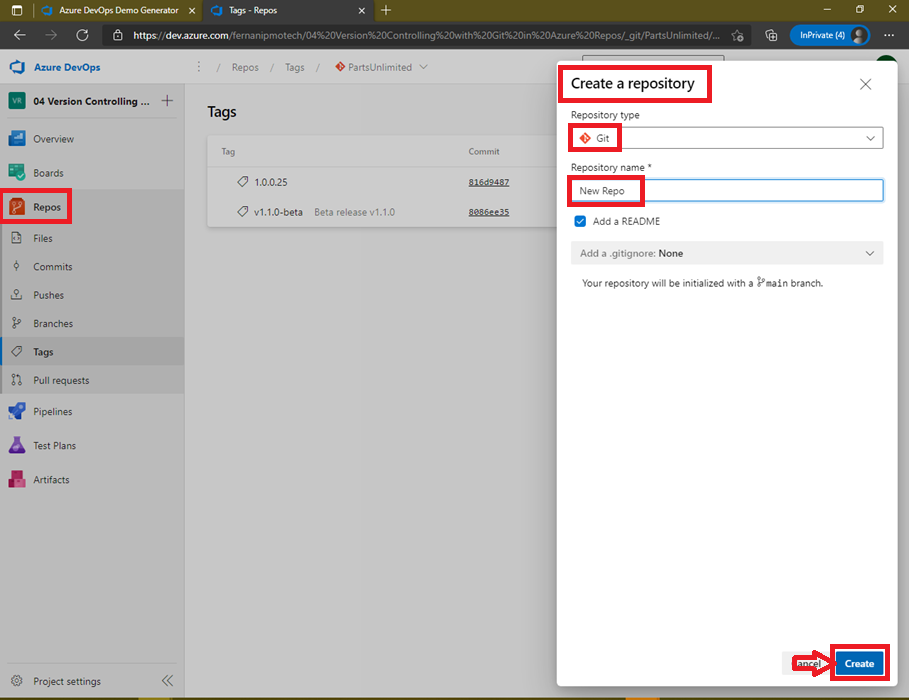 Azure DevOps Demo Generator
Tags - Repos
https://dev.azure.com/fernanipmotech/04%20Version%20Controlling%20with%20Git%20in%20Azure%20Repos/_git/PartsUnlimited/...
InPrivate (4)
Azure DevOps
/ Repos / Tags / PartsUnlimited
VR 04 Version Controlling ...
Overview
Boards
Repos
Files
Commits
Pushes
Branches
Tags
Pull requests
Pipelines
Test Plans
Artifacts
Project settings
Tags
Tag Commit
1.0.0.25 816d9487
v1.1.0-beta Beta release v1.1.0 8086ee35
Create a repository
Repository type
Git
Repository name *
New Repo
Add a README
Add a .gitignore: None
Your repository will be initialized with a main branch.
ancel Create